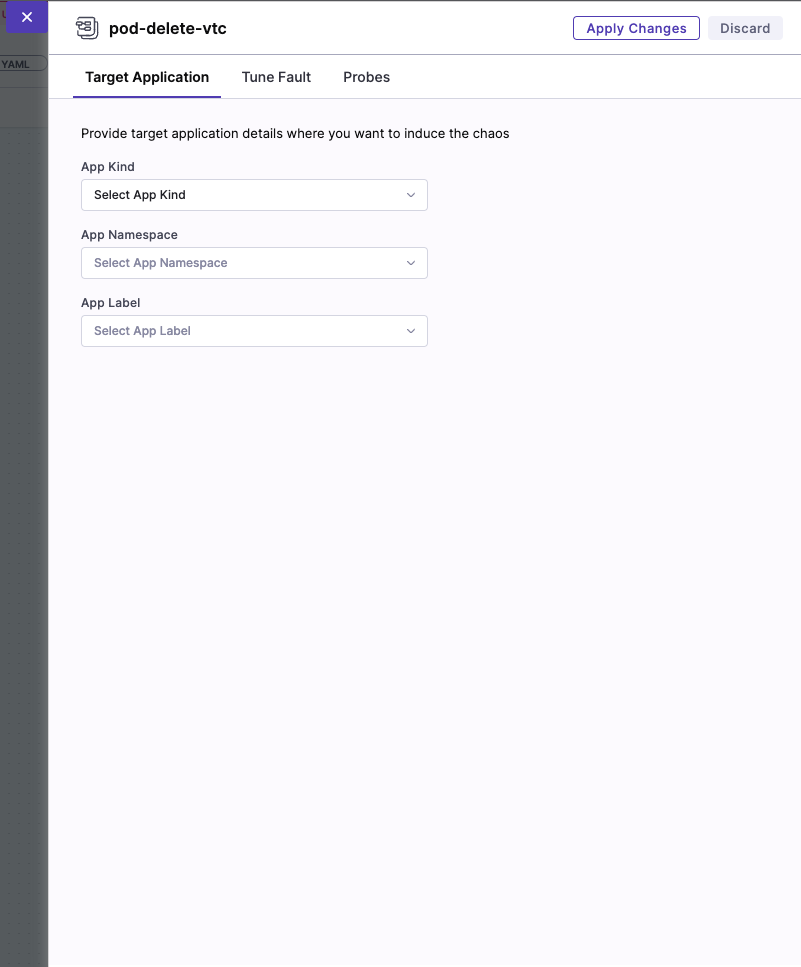 pod-delete-vtc
Apply Changes
Discard
YAML
Target Application
Tune Fault
Probes
Provide target application details where you want to induce the chaos
App Kind
Select App Kind
App Namespace
Select App Namespace
App Label
Select App Label